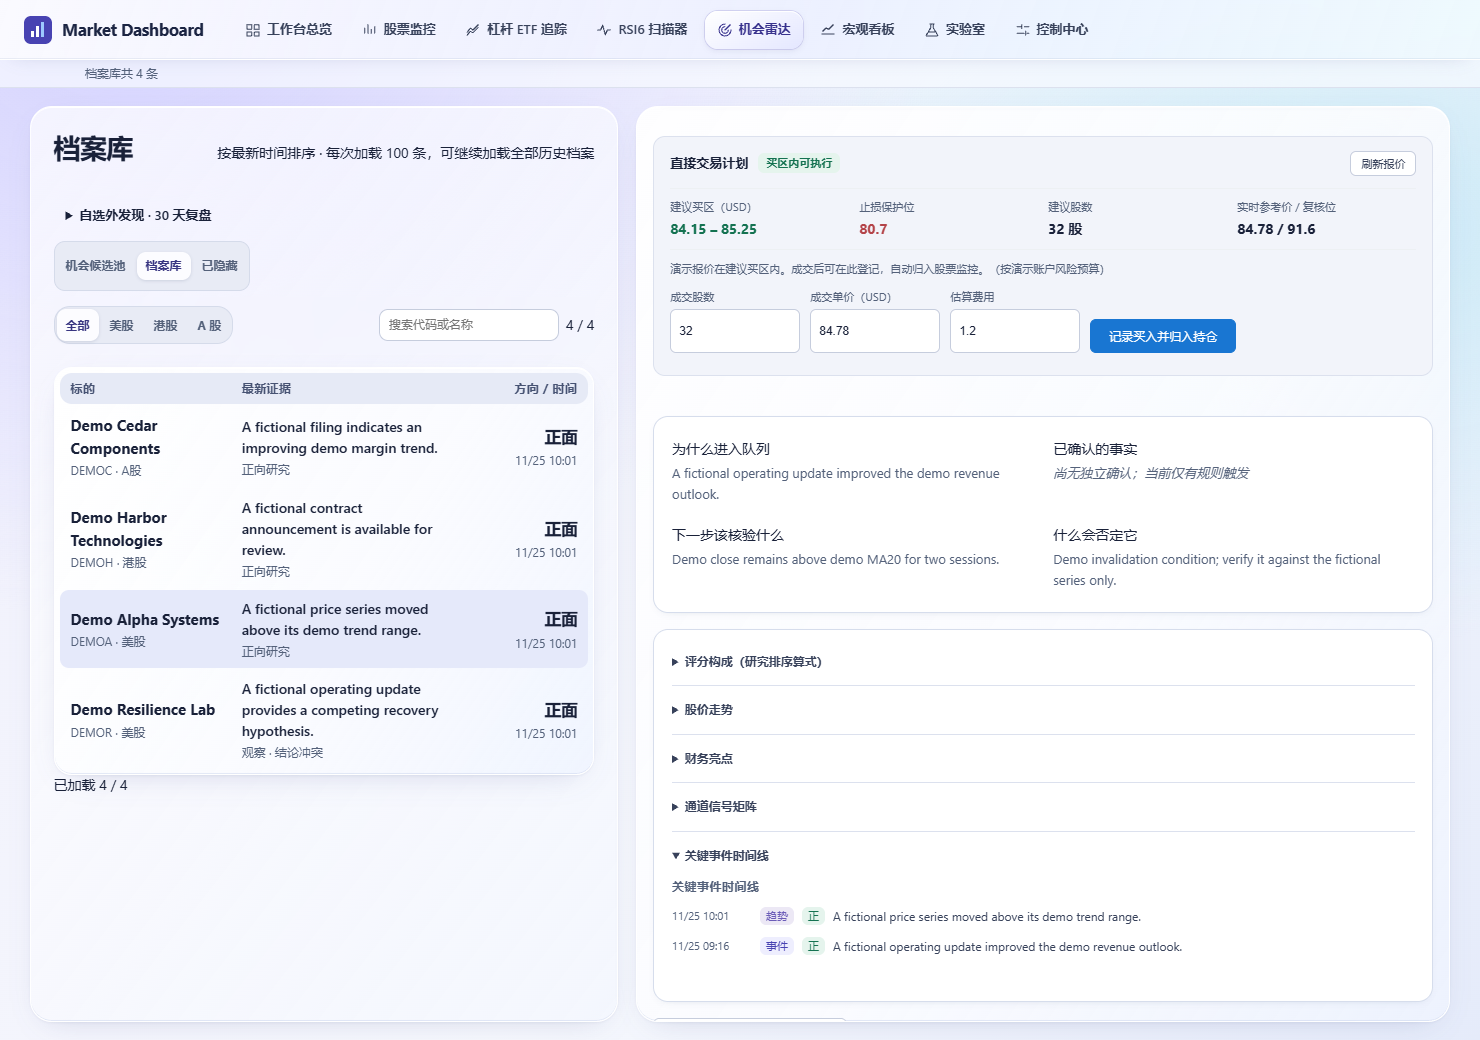 Market Dashboard
工作台总览
股票监控
杠杆 ETF 追踪
RSI6 扫描器
机会雷达
宏观看板
实验室
控制中心
档案库共 4 条
档案库
按最新时间排序 · 每次加载 100 条，可继续加载全部历史档案
自选外发现 · 30 天复盘
机会候选池
档案库
已隐藏
全部
美股
港股
A 股
搜索代码或名称
4 / 4
标的
最新证据
方向 / 时间
Demo Cedar
Components
DEMOC · A股
A fictional filing indicates an
improving demo margin trend.
正向研究
正面
11/25 10:01
Demo Harbor
Technologies
DEMOH · 港股
A fictional contract
announcement is available for
review.
正向研究
正面
11/25 10:01
Demo Alpha Systems
DEMOA · 美股
A fictional price series moved
above its demo trend range.
正向研究
正面
11/25 10:01
Demo Resilience Lab
DEMOR · 美股
A fictional operating update
provides a competing recovery
hypothesis.
观察 · 结论冲突
正面
11/25 10:01
已加载 4 / 4
直接交易计划
买区内可执行
刷新报价
建议买区（USD）
84.15 – 85.25
止损保护位
80.7
建议股数
32 股
实时参考价 / 复核位
84.78 / 91.6
演示报价在建议买区内。成交后可在此登记，自动归入股票监控。（按演示账户风险预算）
成交股数
32
成交单价（USD）
84.78
估算费用
1.2
记录买入并归入持仓
为什么进入队列
A fictional operating update improved the demo revenue
outlook.
已确认的事实
尚无独立确认；当前仅有规则触发
下一步该核验什么
Demo close remains above demo MA20 for two sessions.
什么会否定它
Demo invalidation condition; verify it against the fictional
series only.
评分构成（研究排序算式）
股价走势
财务亮点
通道信号矩阵
关键事件时间线
关键事件时间线
11/25 10:01 趋势 正 A fictional price series moved above its demo trend range.
11/25 09:16 事件 正 A fictional operating update improved the demo revenue outlook.